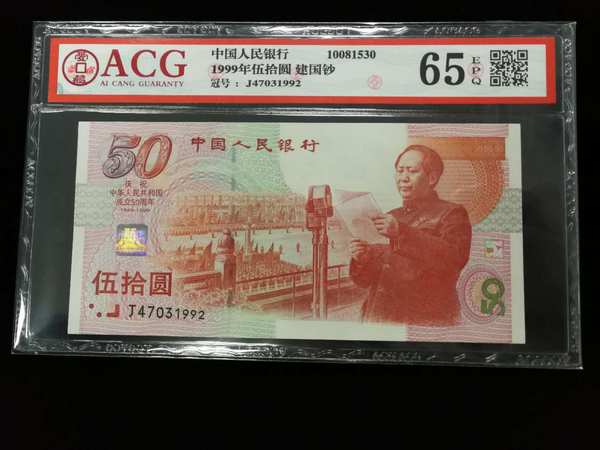 ACG
AI CANG GUARANTY
中国人民银行 10081530
1999年伍拾圆 建国钞
冠号：J47031992
65 EPQ
50
中国人民银行
庆祝
中华人民共和国
成立50周年
1949-1999
伍拾圆
J47031992
50